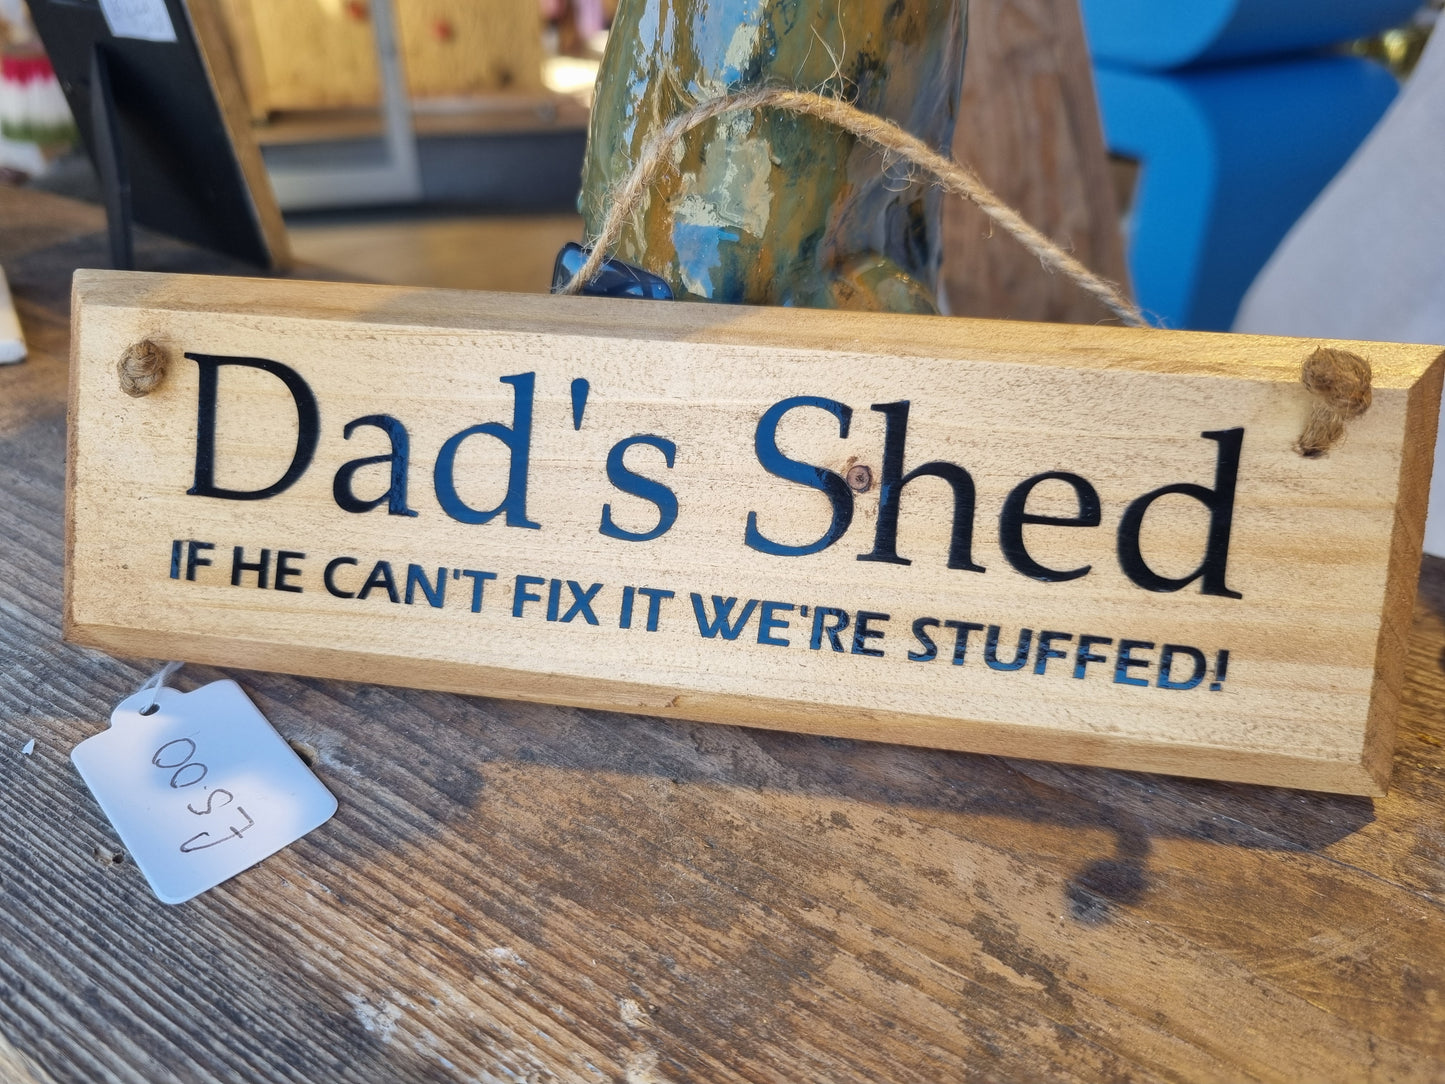 Dad's Shed
IF HE CAN'T FIX IT WE'RE STUFFED!
£5.00